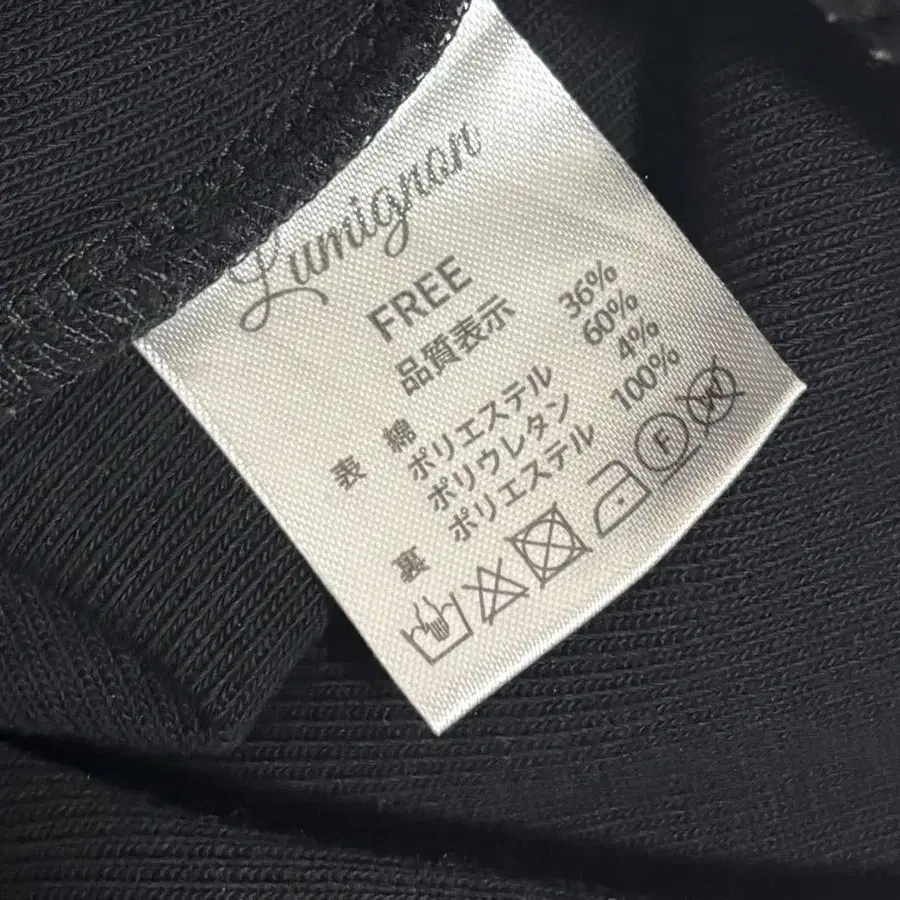 Lumignon
FREE
品質表示
表 綿 36%
ポリエステル 60%
ポリウレタン 4%
裏 ポリエステル 100%
F W